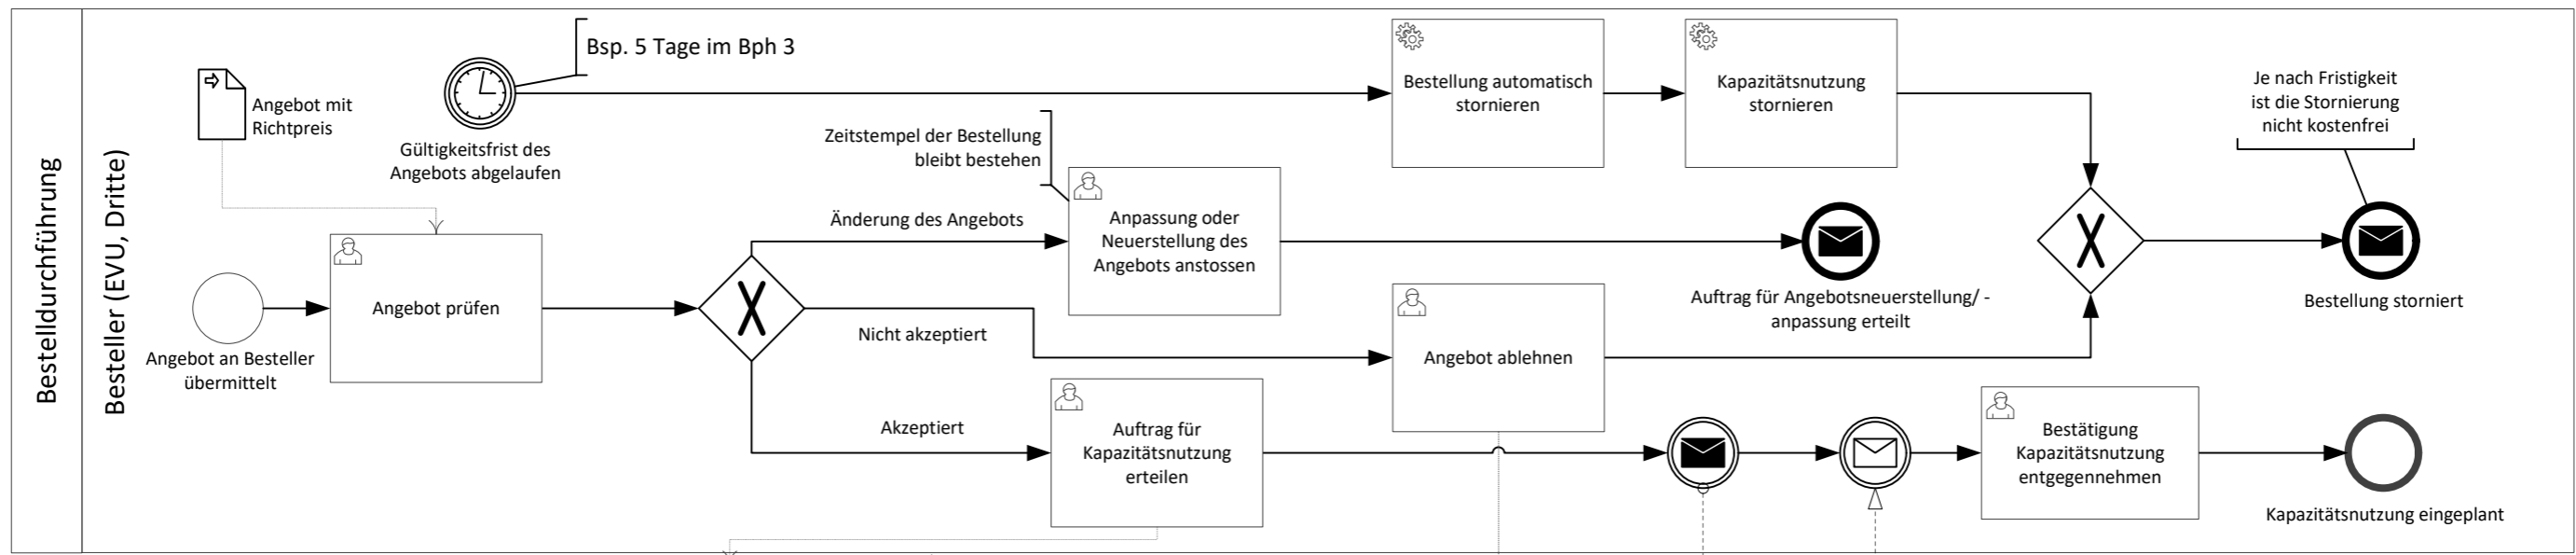 Bestelldurchführung
Besteller (EVU, Dritte)
Angebot mit
Richtpreis
Bsp. 5 Tage im Bph 3
Gültigkeitsfrist des
Angebots abgelaufen
Bestellung automatisch
stornieren
Kapazitätsnutzung
stornieren
Je nach Fristigkeit
ist die Stornierung
nicht kostenfrei
Zeitstempel der Bestellung
bleibt bestehen
Änderung des Angebots
Anpassung oder
Neuerstellung des
Angebots anstossen
Auftrag für Angebotsneuerstellung/ -
anpassung erteilt
Bestellung storniert
Angebot an Besteller
übermittelt
Angebot prüfen
Nicht akzeptiert
Angebot ablehnen
Akzeptiert
Auftrag für
Kapazitätsnutzung
erteilen
Bestätigung
Kapazitätsnutzung
entgegennehmen
Kapazitätsnutzung eingeplant